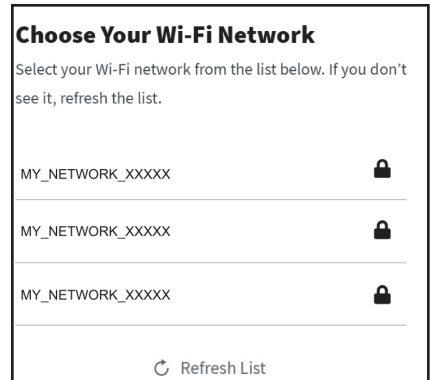 Choose Your Wi-Fi Network
Select your Wi-Fi network from the list below. If you don’t
see it, refresh the list.
MY_NETWORK_XXXXX
MY_NETWORK_XXXXX
MY_NETWORK_XXXXX
Refresh List